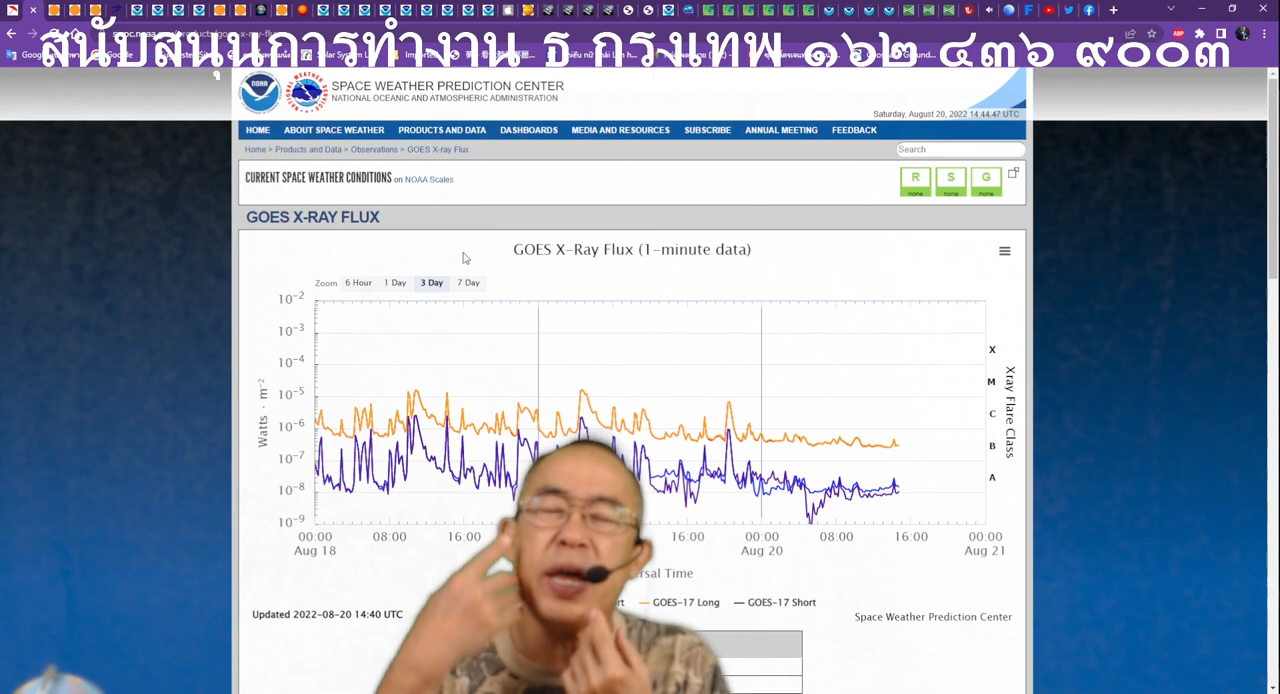 สนับสนุนการทำงาน ธ กรุงเทพ ๑๖๒ ๔๓๖ ๙๐๐๓
SPACE WEATHER PREDICTION CENTER
NATIONAL OCEANIC AND ATMOSPHERIC ADMINISTRATION
Saturday, August 20, 2022 14:44:47 UTC
HOME ABOUT SPACE WEATHER PRODUCTS AND DATA DASHBOARDS MEDIA AND RESOURCES SUBSCRIBE ANNUAL MEETING FEEDBACK
Home > Products and Data > Observations > GOES X-ray Flux
Search
CURRENT SPACE WEATHER CONDITIONS on NOAA Scales
R S G
none none none
GOES X-RAY FLUX
GOES X-Ray Flux (1-minute data)
Zoom 6 Hour 1 Day 3 Day 7 Day
10⁻²
10⁻³
10⁻⁴
10⁻⁵
10⁻⁶
10⁻⁷
10⁻⁸
10⁻⁹
Watts · m⁻²
X
M
C
B
A
Xray Flare Class
00:00 08:00 16:00 16:00 00:00 08:00 16:00 00:00
Aug 18 Aug 20 Aug 21
GOES-17 Long GOES-17 Short
Updated 2022-08-20 14:40 UTC
Space Weather Prediction Center